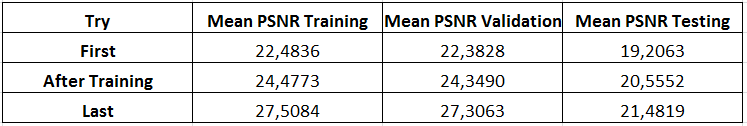 Try Mean PSNR Training Mean PSNR Validation Mean PSNR Testing
First 22,4836 22,3828 19,2063
After Training 24,4773 24,3490 20,5552
Last 27,5084 27,3063 21,4819